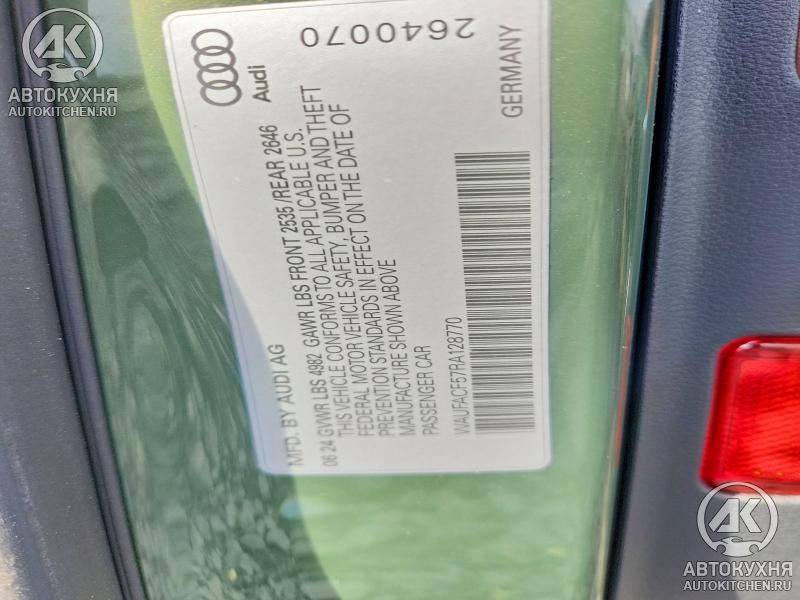 АВТОКУХНЯ
AUTOKITCHEN.RU
Audi
2640070
MFD. BY AUDI AG
06 24 GVWR LBS 4982 GAWR LBS FRONT 2535 /REAR 2646
THIS VEHICLE CONFORMS TO ALL APPLICABLE U.S.
FEDERAL MOTOR VEHICLE SAFETY, BUMPER AND THEFT
PREVENTION STANDARDS IN EFFECT ON THE DATE OF
MANUFACTURE SHOWN ABOVE
PASSENGER CAR
WAUFACF57RA128770
GERMANY
АК
АВТОКУХНЯ
AUTOKITCHEN.RU